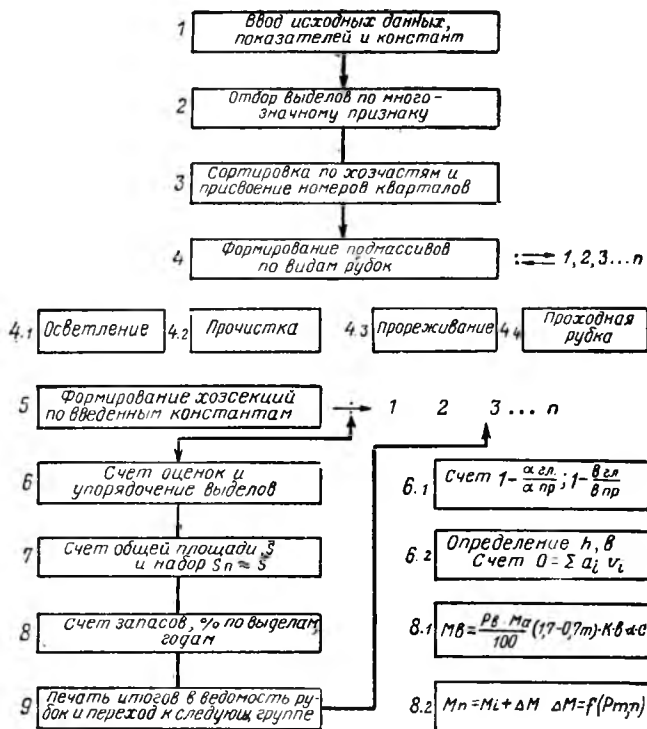 1 Ввод исходных данных,
показателей и констант
2 Отбор выделов по много-
значному признаку
3 Сортировка по хозчастям и
присвоение номеров кварталов
4 Формирование подмассивов
по видам рубок
1, 2, 3 ... n
4.1 Осветление 4.2 Прочистка 4.3 Прореживание 4.4 Проходная
рубка
5 Формирование хозсекций
по введенным константам
1 2 3 ... n
6 Счет оценок и
упорядочение выделов
7 Счет общей площади S̄
и набор Sn ≈ S̄
8 Счет запасов, % по выделам,
годам
9 Печать итогов в ведомость ру-
бок и переход к следующ. группе
6.1 Счет 1- α гл./α пр ; 1- в гл/в пр
6.2 Определение h, в
Счет O = Σ ai vi
8.1 Mв = Pв · Ma/100 (1,7-0,7m)·K·в·α·C
8.2 Mn = Mi + ΔM ΔM = f(Pm,n)